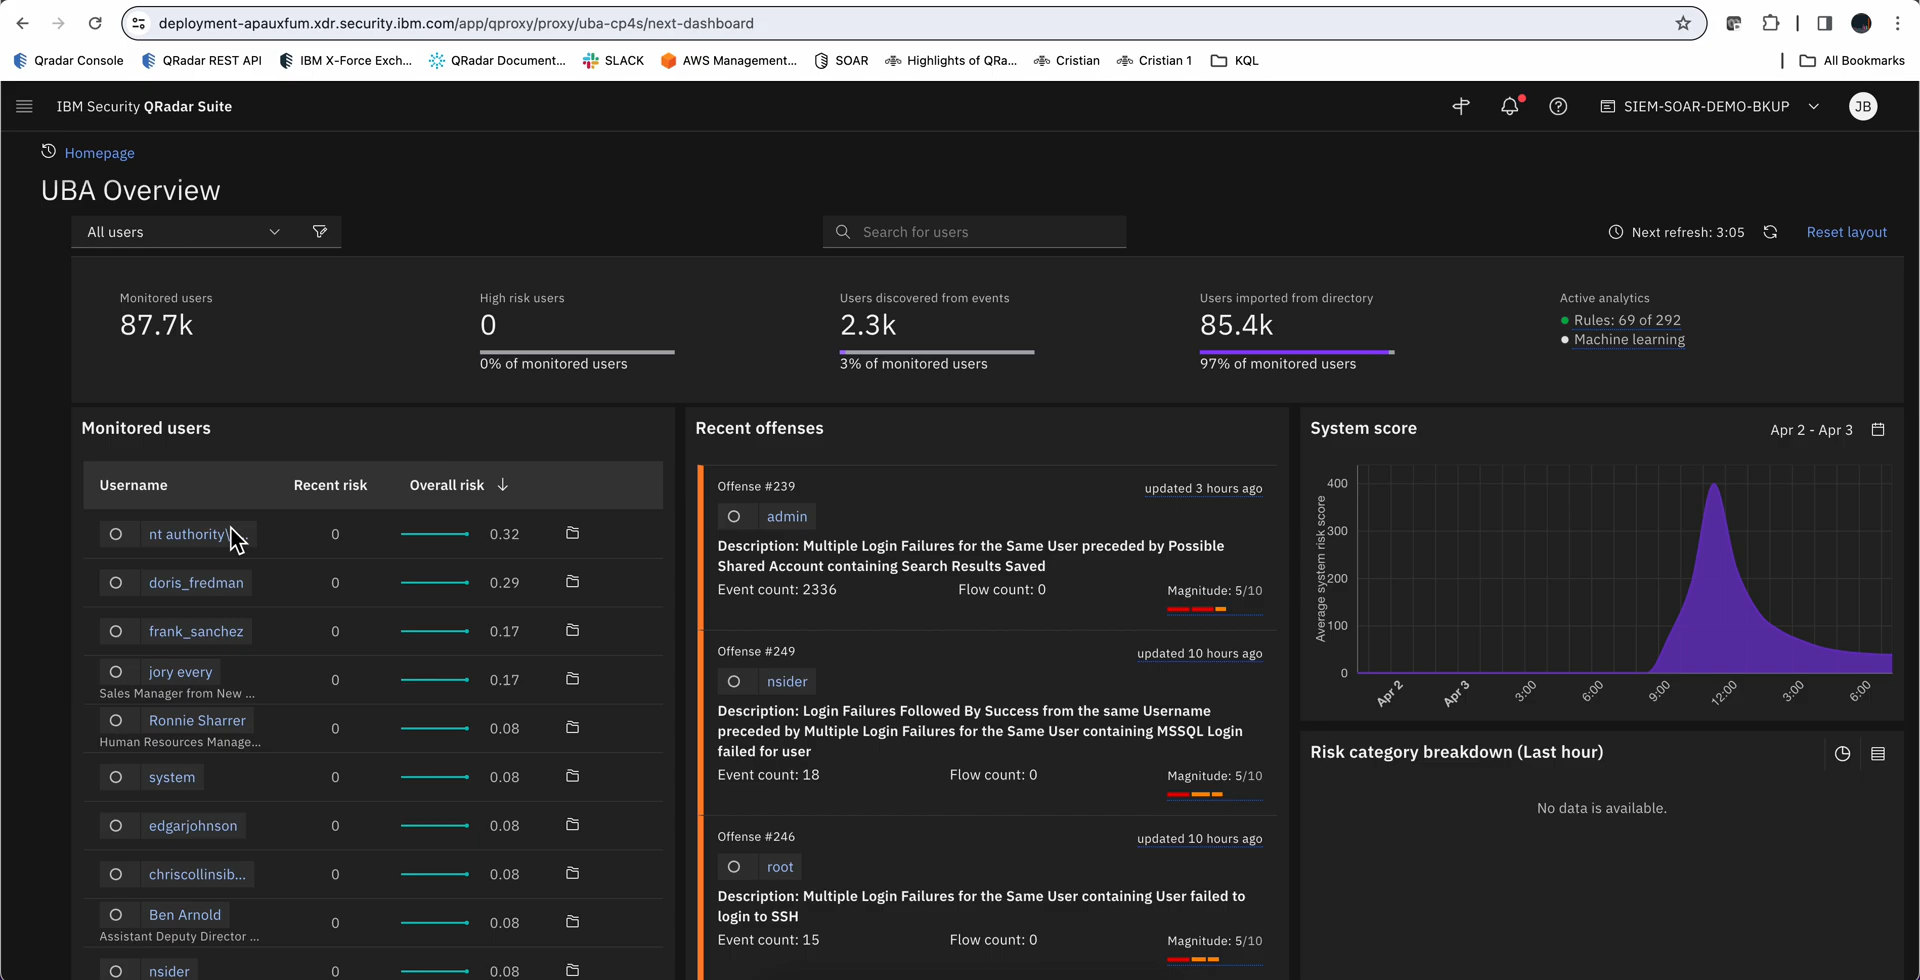 deployment-apauxfum.xdr.security.ibm.com/app/qproxy/proxy/uba-cp4s/next-dashboard
Qradar Console
QRadar REST API
IBM X-Force Exch...
QRadar Document...
SLACK
AWS Management...
SOAR
Highlights of QRa...
Cristian
Cristian 1
KQL
All Bookmarks
IBM Security QRadar Suite
SIEM-SOAR-DEMO-BKUP
JB
Homepage
UBA Overview
All users
Search for users
Next refresh: 3:05
Reset layout
Monitored users
87.7k
High risk users
0
0% of monitored users
Users discovered from events
2.3k
3% of monitored users
Users imported from directory
85.4k
97% of monitored users
Active analytics
Rules: 69 of 292
Machine learning
Monitored users
Username Recent risk Overall risk
nt authority\... 0 0.32
doris_fredman 0 0.29
frank_sanchez 0 0.17
jory every 0 0.17
Sales Manager from New ...
Ronnie Sharrer 0 0.08
Human Resources Manage...
system 0 0.08
edgarjohnson 0 0.08
chriscollinsib... 0 0.08
Ben Arnold 0 0.08
Assistant Deputy Director ...
nsider 0 0.08
Recent offenses
Offense #239
updated 3 hours ago
admin
Description: Multiple Login Failures for the Same User preceded by Possible
Shared Account containing Search Results Saved
Event count: 2336 Flow count: 0 Magnitude: 5/10
Offense #249
updated 10 hours ago
nsider
Description: Login Failures Followed By Success from the same Username
preceded by Multiple Login Failures for the Same User containing MSSQL Login
failed for user
Event count: 18 Flow count: 0 Magnitude: 5/10
Offense #246
updated 10 hours ago
root
Description: Multiple Login Failures for the Same User containing User failed to
login to SSH
Event count: 15 Flow count: 0 Magnitude: 5/10
System score
Apr 2 - Apr 3
Average system risk score
400
300
200
100
0
Apr 2 Apr 3 3:00 6:00 9:00 12:00 3:00 6:00
Risk category breakdown (Last hour)
No data is available.